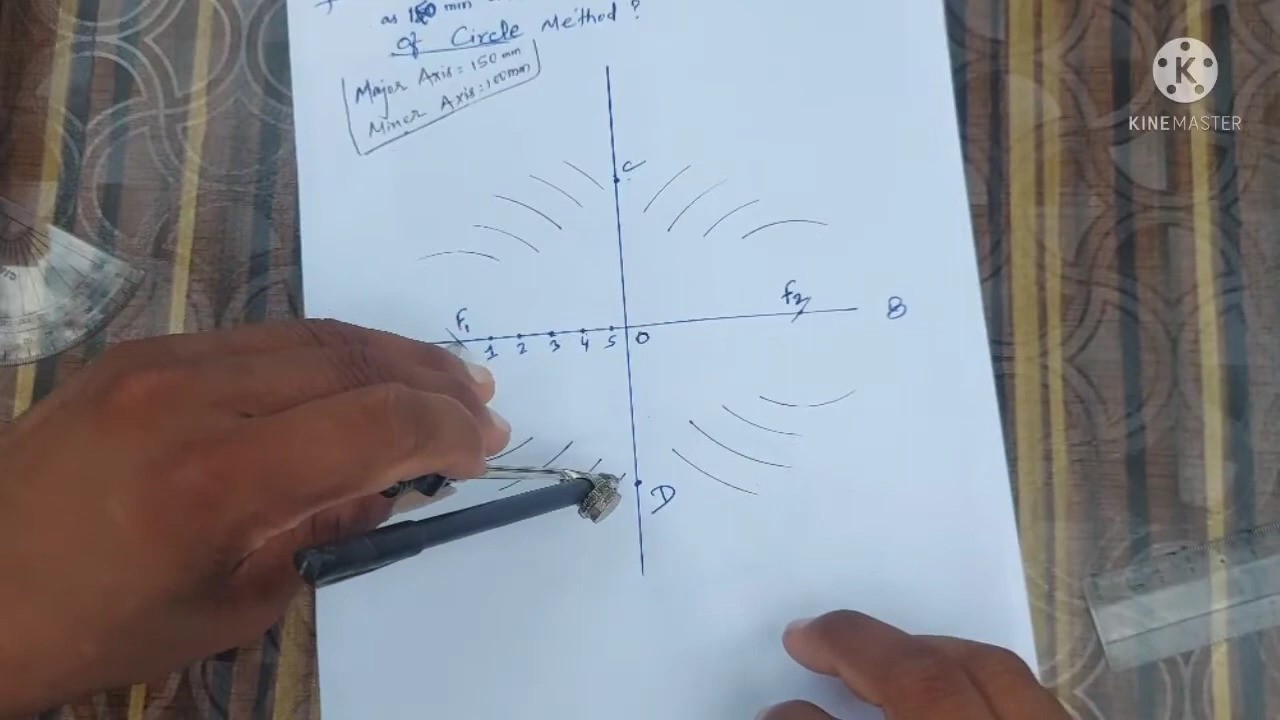 as 150 mm
of Circle Method ?
Major Axis = 150 mm
Minor Axis = 100 mm
C
F₁
F₂
B
1 2 3 4 5 O
D
K
KINEMASTER